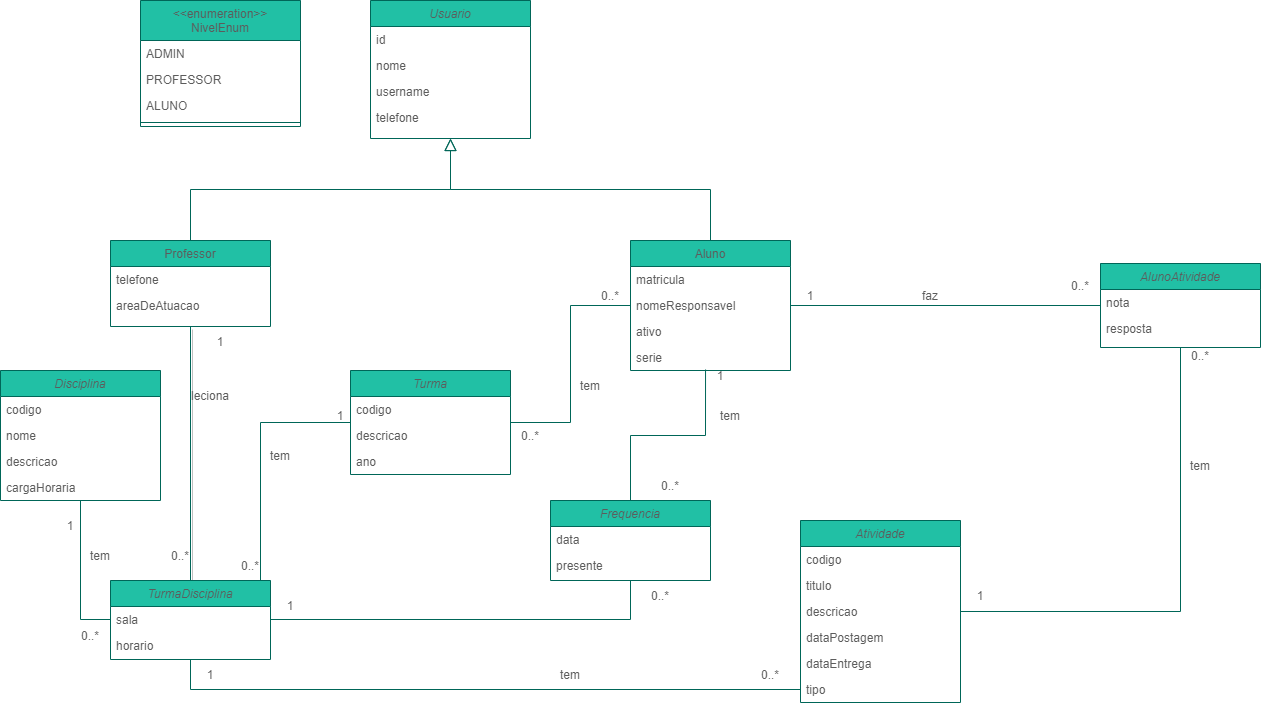 <<enumeration>>
NivelEnum
ADMIN
PROFESSOR
ALUNO
Usuario
id
nome
username
telefone
Professor
telefone
areaDeAtuacao
1
leciona
0..*
Aluno
matricula
nomeResponsavel
ativo
serie
1
faz
0..*
AlunoAtividade
nota
resposta
0..*
tem
1
Disciplina
codigo
nome
descricao
cargaHoraria
1
tem
0..*
Turma
codigo
descricao
ano
0..*
tem
0..*
1
tem
0..*
1
tem
0..*
Frequencia
data
presente
0..*
1
TurmaDisciplina
sala
horario
1
tem
0..*
Atividade
codigo
titulo
descricao
dataPostagem
dataEntrega
tipo